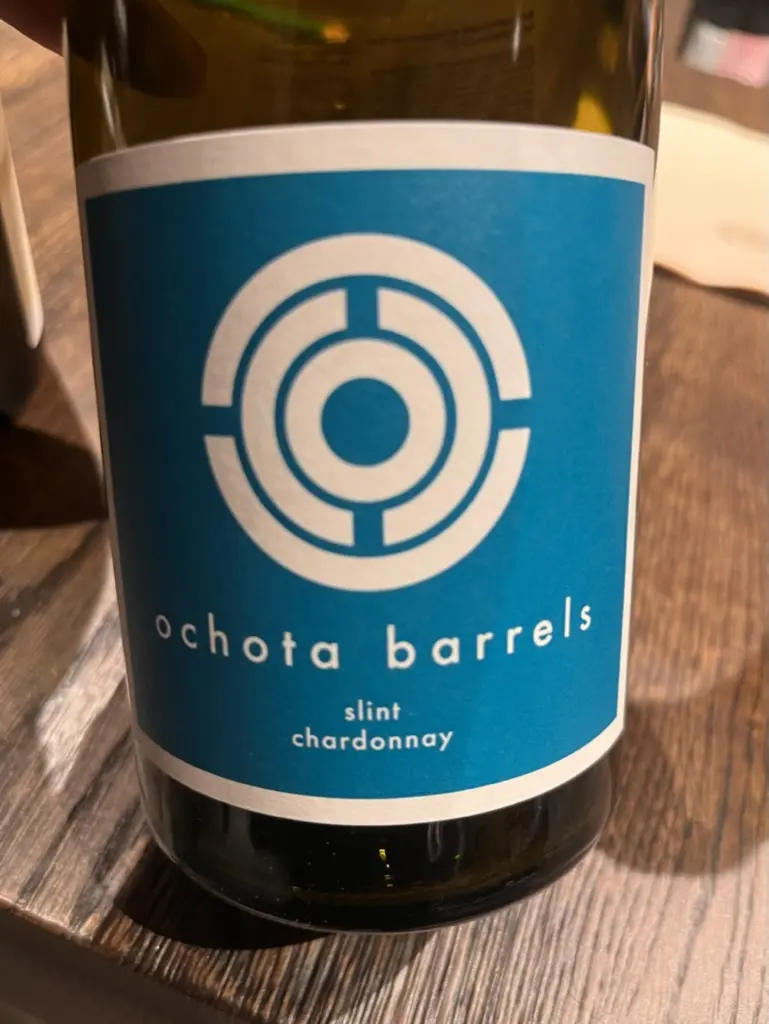 ochota barrels
slint
chardonnay